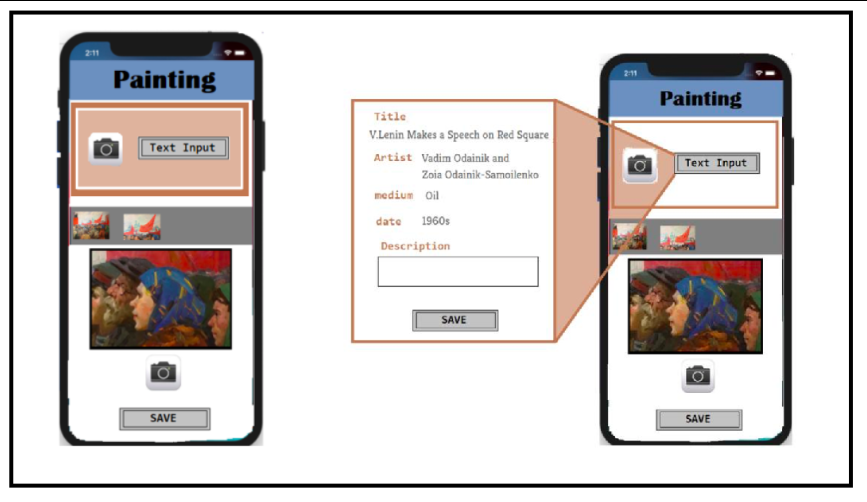 2:11
Painting
Text Input
SAVE
Title
V.Lenin Makes a Speech on Red Square
Artist Vadim Odainik and
Zoia Odainik-Samoilenko
medium Oil
date 1960s
Description
SAVE
2:11
Painting
Text Input
SAVE